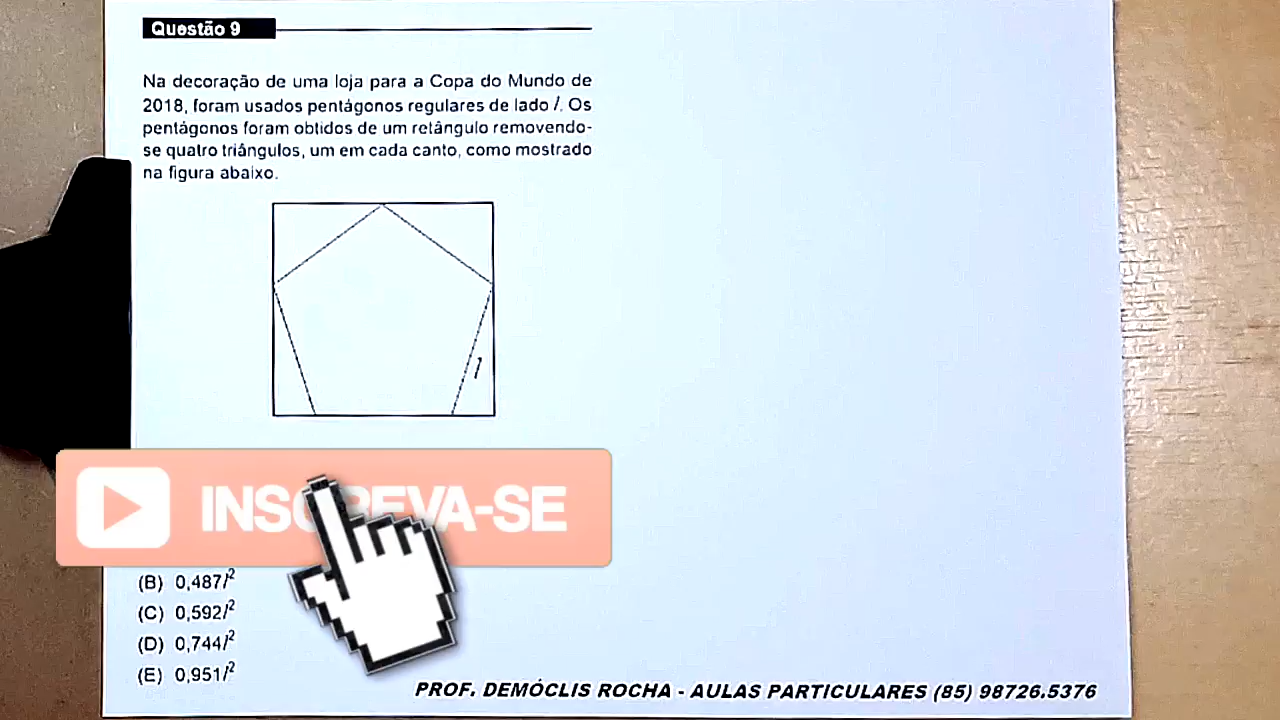 Questão 9
Na decoração de uma loja para a Copa do Mundo de
2018, foram usados pentágonos regulares de lado l. Os
pentágonos foram obtidos de um retângulo removendo-
se quatro triângulos, um em cada canto, como mostrado
na figura abaixo.
l
INSCREVA-SE
(B) 0,487l²
(C) 0,592l²
(D) 0,744l²
(E) 0,951l²
PROF. DEMÓCLIS ROCHA - AULAS PARTICULARES (85) 98726.5376